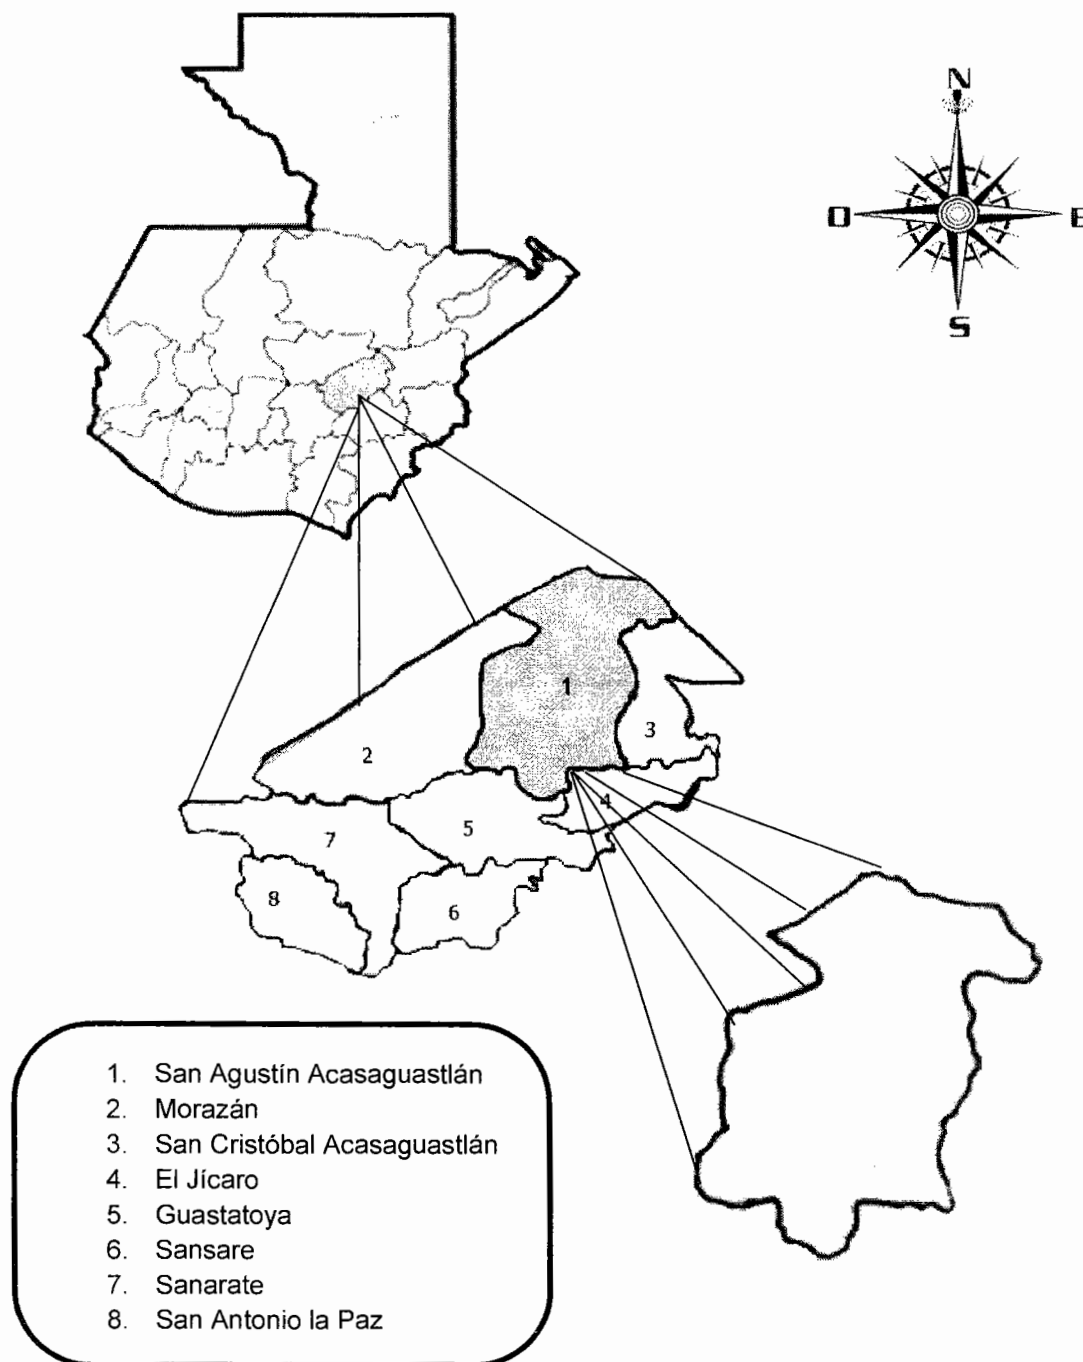 N
O
E
S
1
2
3
4
5
7
8
6
1. San Agustín Acasaguastlán
2. Morazán
3. San Cristóbal Acasaguastlán
4. El Jícaro
5. Guastatoya
6. Sansare
7. Sanarate
8. San Antonio la Paz